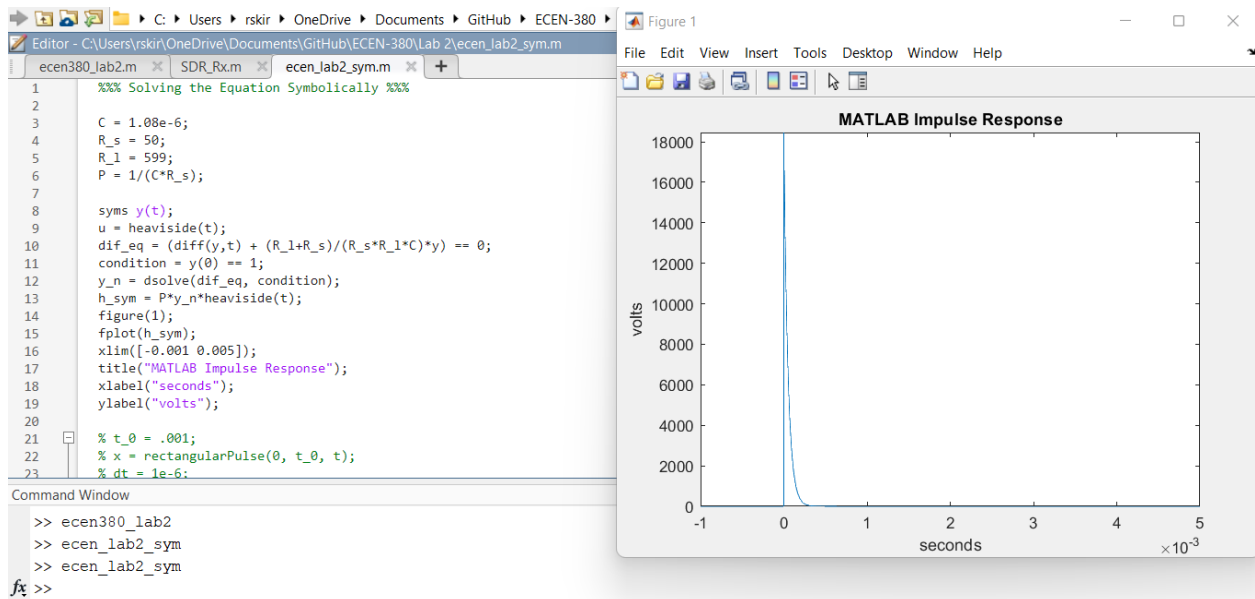 C: Users rskir OneDrive Documents GitHub ECEN-380
Editor - C:\Users\rskir\OneDrive\Documents\GitHub\ECEN-380\Lab 2\ecen_lab2_sym.m
ecen380_lab2.m SDR_Rx.m ecen_lab2_sym.m
1 %%% Solving the Equation Symbolically %%%
2
3 C = 1.08e-6;
4 R_s = 50;
5 R_l = 599;
6 P = 1/(C*R_s);
7
8 syms y(t);
9 u = heaviside(t);
10 dif_eq = (diff(y,t) + (R_l+R_s)/(R_s*R_l*C)*y) == 0;
11 condition = y(0) == 1;
12 y_n = dsolve(dif_eq, condition);
13 h_sym = P*y_n*heaviside(t);
14 figure(1);
15 fplot(h_sym);
16 xlim([-0.001 0.005]);
17 title("MATLAB Impulse Response");
18 xlabel("seconds");
19 ylabel("volts");
20
21 % t_0 = .001;
22 % x = rectangularPulse(0, t_0, t);
23 % dt = 1e-6;
Command Window
>> ecen380_lab2
>> ecen_lab2_sym
>> ecen_lab2_sym
fx >>
Figure 1
File Edit View Insert Tools Desktop Window Help
MATLAB Impulse Response
18000
16000
14000
12000
10000
8000
6000
4000
2000
0
volts
-1 0 1 2 3 4 5
seconds
×10-3